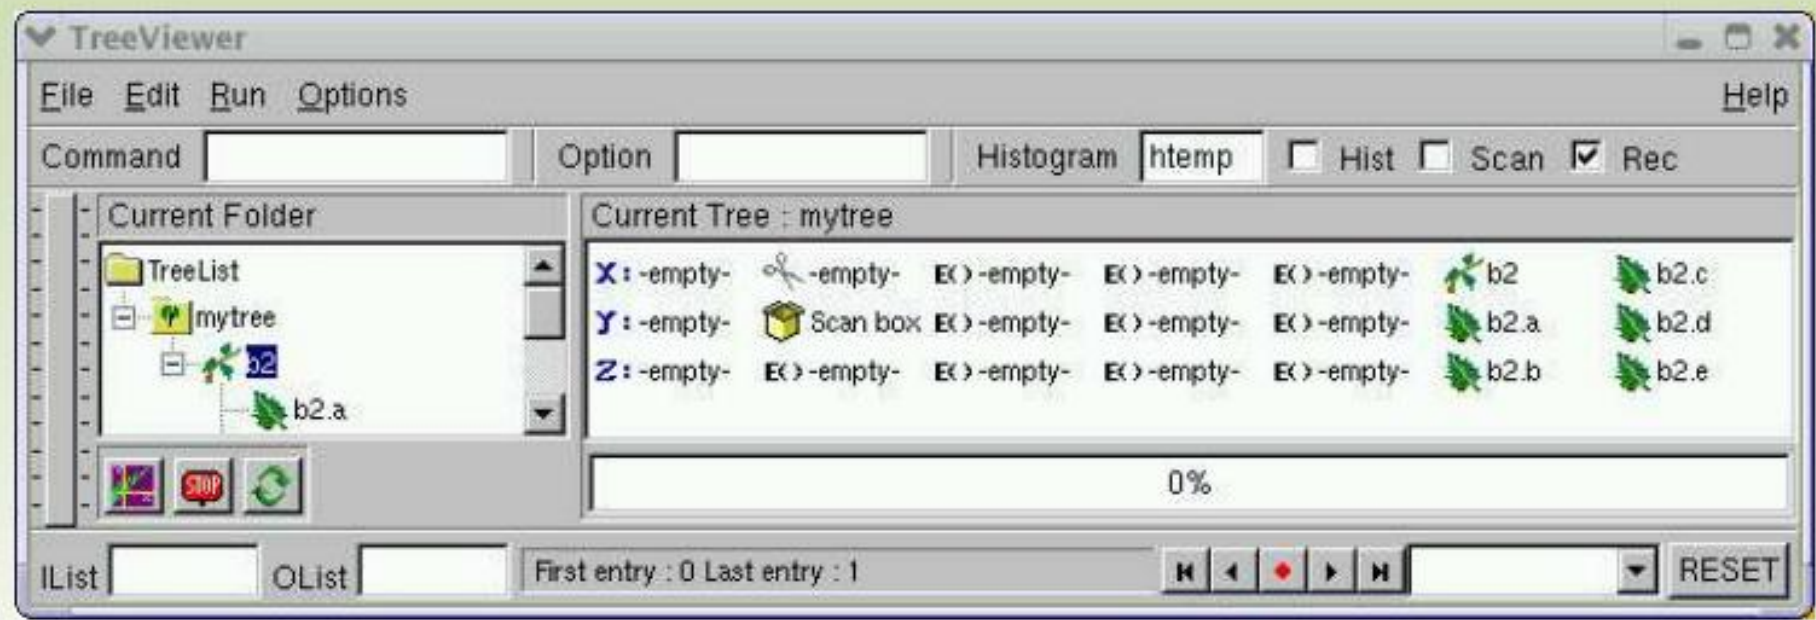 TreeViewer
File Edit Run Options Help
Command Option Histogram htemp Hist Scan Rec
Current Folder
TreeList
mytree
b2
b2.a
Current Tree : mytree
X: -empty- -empty- E() -empty- E() -empty- E() -empty- b2 b2.c
Y: -empty- Scan box E() -empty- E() -empty- E() -empty- b2.a b2.d
Z: -empty- E() -empty- E() -empty- E() -empty- E() -empty- b2.b b2.e
STOP
0%
IList OList First entry : 0 Last entry : 1 RESET